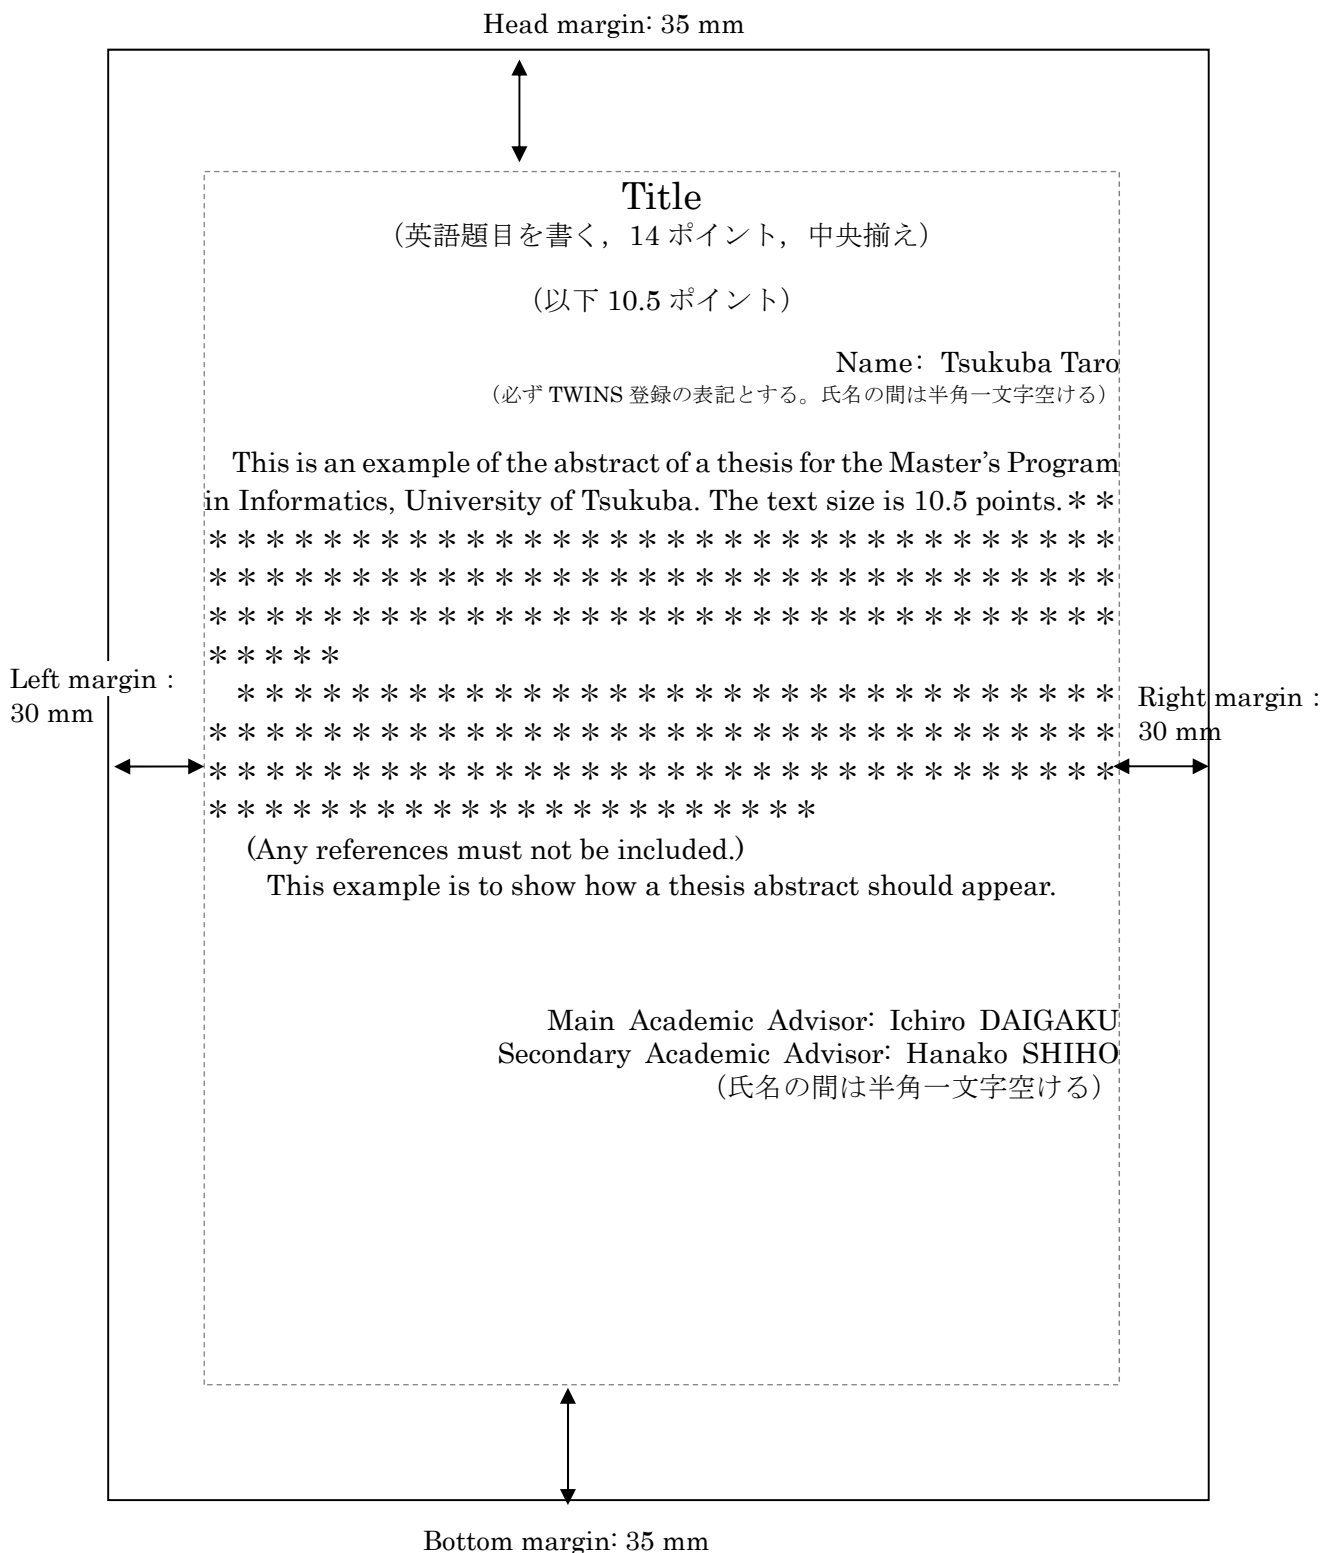 Head margin: 35 mm
Title
（英語題目を書く，14 ポイント，中央揃え）
（以下 10.5 ポイント）
Name: Tsukuba Taro
（必ず TWINS 登録の表記とする。氏名の間は半角一文字空ける）
This is an example of the abstract of a thesis for the Master’s Program
in Informatics, University of Tsukuba. The text size is 10.5 points.＊＊
＊＊＊＊＊＊＊＊＊＊＊＊＊＊＊＊＊＊＊＊＊＊＊＊＊＊＊＊＊＊＊＊
＊＊＊＊＊＊＊＊＊＊＊＊＊＊＊＊＊＊＊＊＊＊＊＊＊＊＊＊＊＊＊＊
＊＊＊＊＊＊＊＊＊＊＊＊＊＊＊＊＊＊＊＊＊＊＊＊＊＊＊＊＊＊＊＊
＊＊＊＊＊
Left margin :
30 mm
＊＊＊＊＊＊＊＊＊＊＊＊＊＊＊＊＊＊＊＊＊＊＊＊＊＊＊＊＊＊＊
＊＊＊＊＊＊＊＊＊＊＊＊＊＊＊＊＊＊＊＊＊＊＊＊＊＊＊＊＊＊＊＊
＊＊＊＊＊＊＊＊＊＊＊＊＊＊＊＊＊＊＊＊＊＊＊＊＊＊＊＊＊＊＊＊
＊＊＊＊＊＊＊＊＊＊＊＊＊＊＊＊＊＊＊＊＊＊
Right margin :
30 mm
(Any references must not be included.)
This example is to show how a thesis abstract should appear.
Main Academic Advisor: Ichiro DAIGAKU
Secondary Academic Advisor: Hanako SHIHO
（氏名の間は半角一文字空ける）
Bottom margin: 35 mm